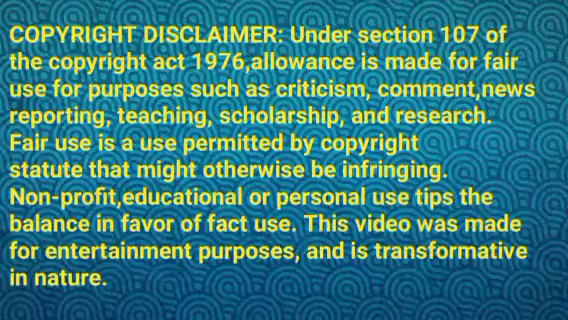 COPYRIGHT DISCLAIMER: Under section 107 of
the copyright act 1976,allowance is made for fair
use for purposes such as criticism, comment,news
reporting, teaching, scholarship, and research.
Fair use is a use permitted by copyright
statute that might otherwise be infringing.
Non-profit,educational or personal use tips the
balance in favor of fact use. This video was made
for entertainment purposes, and is transformative
in nature.